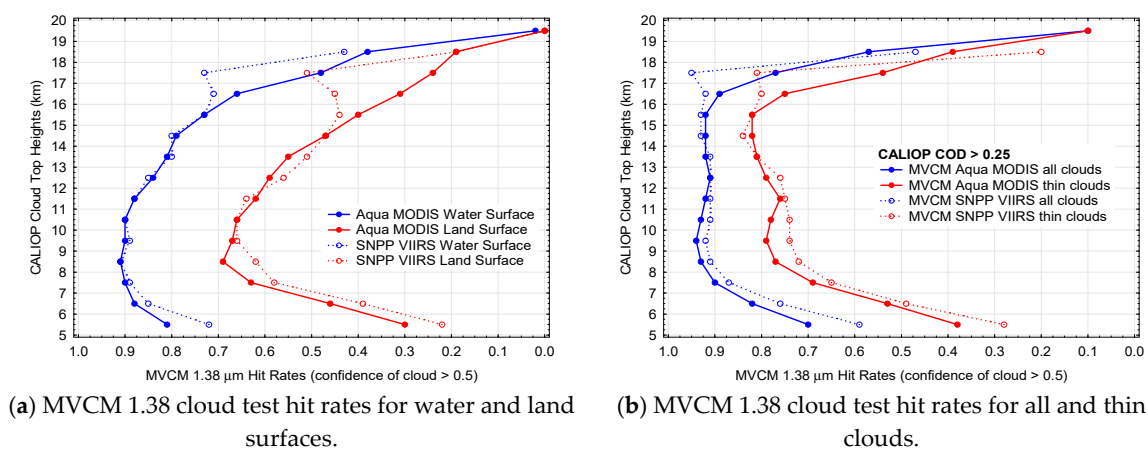 20
19
18
17
16
15
14
13
12
11
10
9
8
7
6
5
CALIOP Cloud Top Heights (km)
Aqua MODIS Water Surface
Aqua MODIS Land Surface
SNPP VIIRS Water Surface
SNPP VIIRS Land Surface
1.0 0.9 0.8 0.7 0.6 0.5 0.4 0.3 0.2 0.1 0.0
MVCM 1.38 μm Hit Rates (confidence of cloud > 0.5)
(a) MVCM 1.38 cloud test hit rates for water and land
surfaces.
20
19
18
17
16
15
14
13
12
11
10
9
8
7
6
5
CALIOP Cloud Top Heights (km)
CALIOP COD > 0.25
MVCM Aqua MODIS all clouds
MVCM Aqua MODIS thin clouds
MVCM SNPP VIIRS all clouds
MVCM SNPP VIIRS thin clouds
1.0 0.9 0.8 0.7 0.6 0.5 0.4 0.3 0.2 0.1 0.0
MVCM 1.38 μm Hit Rates (confidence of cloud > 0.5)
(b) MVCM 1.38 cloud test hit rates for all and thin
clouds.